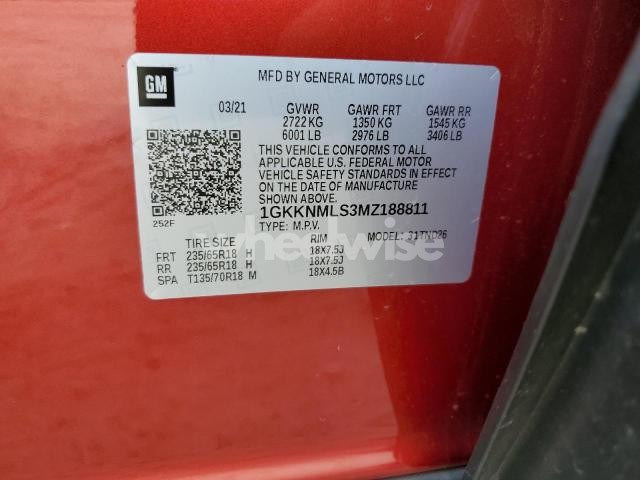 GM
MFD BY GENERAL MOTORS LLC
03/21 GVWR GAWR FRT GAWR RR
2722 KG 1350 KG 1545 KG
6001 LB 2976 LB 3406 LB
THIS VEHICLE CONFORMS TO ALL
APPLICABLE U.S. FEDERAL MOTOR
VEHICLE SAFETY STANDARDS IN EFFECT
ON THE DATE OF MANUFACTURE
SHOWN ABOVE.
1GKKNMLS3MZ188811
252F
TYPE: M.P.V. MODEL: 31TND26
TIRE SIZE RIM
FRT 235/65R18 H 18X7.5J
RR 235/65R18 H 18X7.5J
SPA T135/70R18 M 18X4.5B
wheelwise